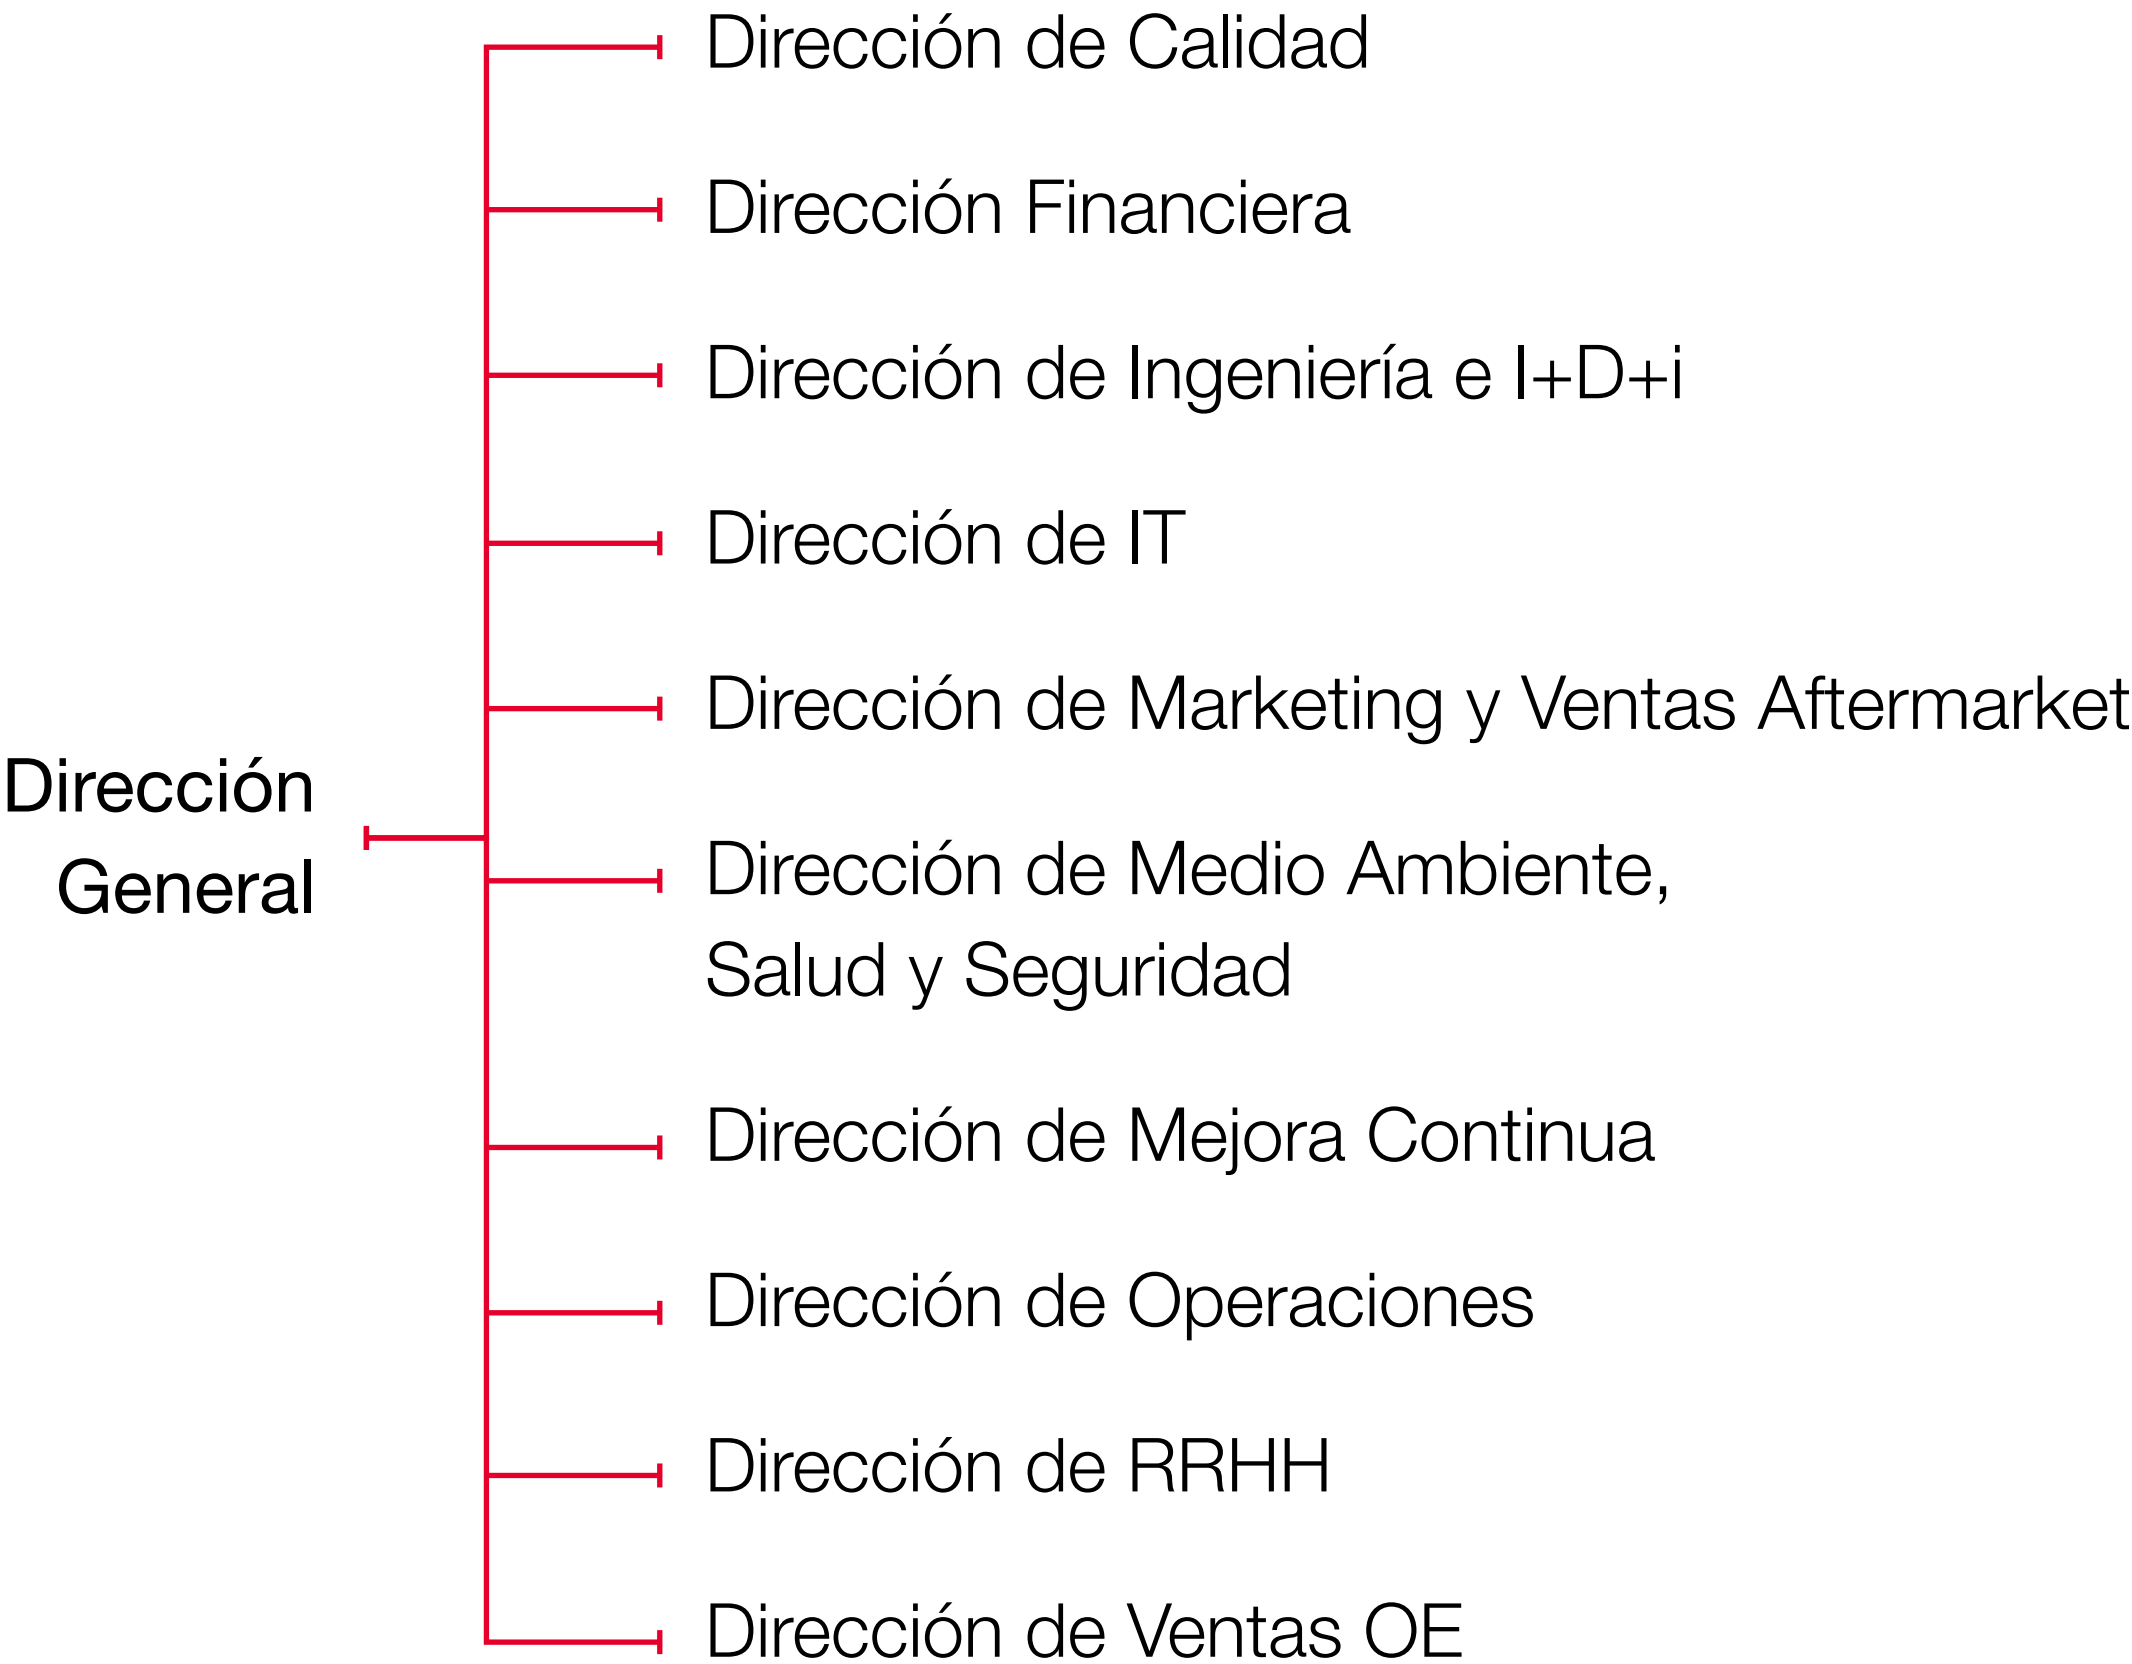 Dirección
General
Dirección de Calidad
Dirección Financiera
Dirección de Ingeniería e I+D+i
Dirección de IT
Dirección de Marketing y Ventas Aftermarket
Dirección de Medio Ambiente,
Salud y Seguridad
Dirección de Mejora Continua
Dirección de Operaciones
Dirección de RRHH
Dirección de Ventas OE